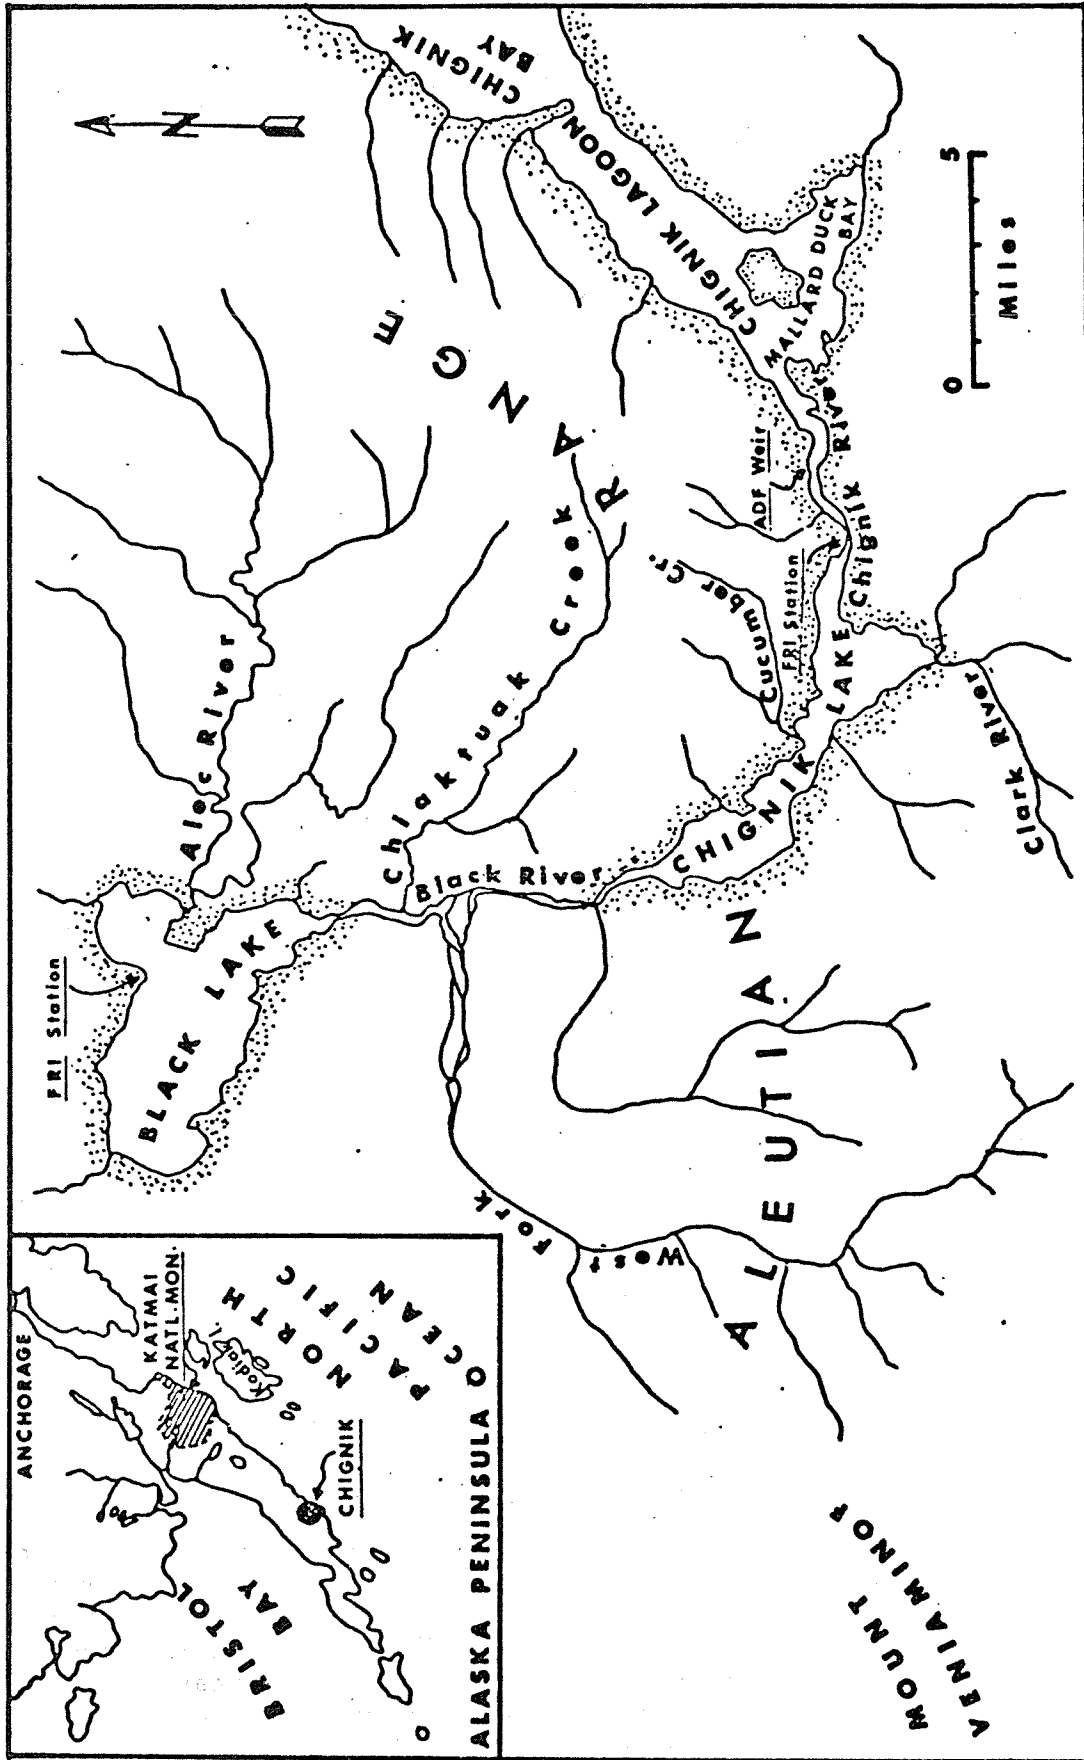 ANCHORAGE
KATMAI
NATL. MON.
Kodiak I.
NORTH
PACIFIC
OCEAN
BRISTOL
BAY
CHIGNIK
ALASKA PENINSULA
FRI Station
BLACK LAKE
Alec River
Chiaktuak Creek
Black River
West Fork
CHIGNIK LAKE
Cucumber Cr.
FRI Station
ADF Weir
Chignik River
Clark River
CHIGNIK LAGOON
MALLARD DUCK
BAY
CHIGNIK
BAY
N
ALEUTIAN RANGE
MOUNT
VENIAMINOF
0 5
Miles